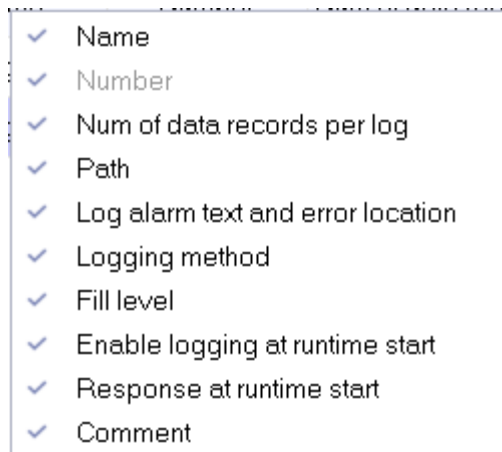 Name
Number
Num of data records per log
Path
Log alarm text and error location
Logging method
Fill level
Enable logging at runtime start
Response at runtime start
Comment